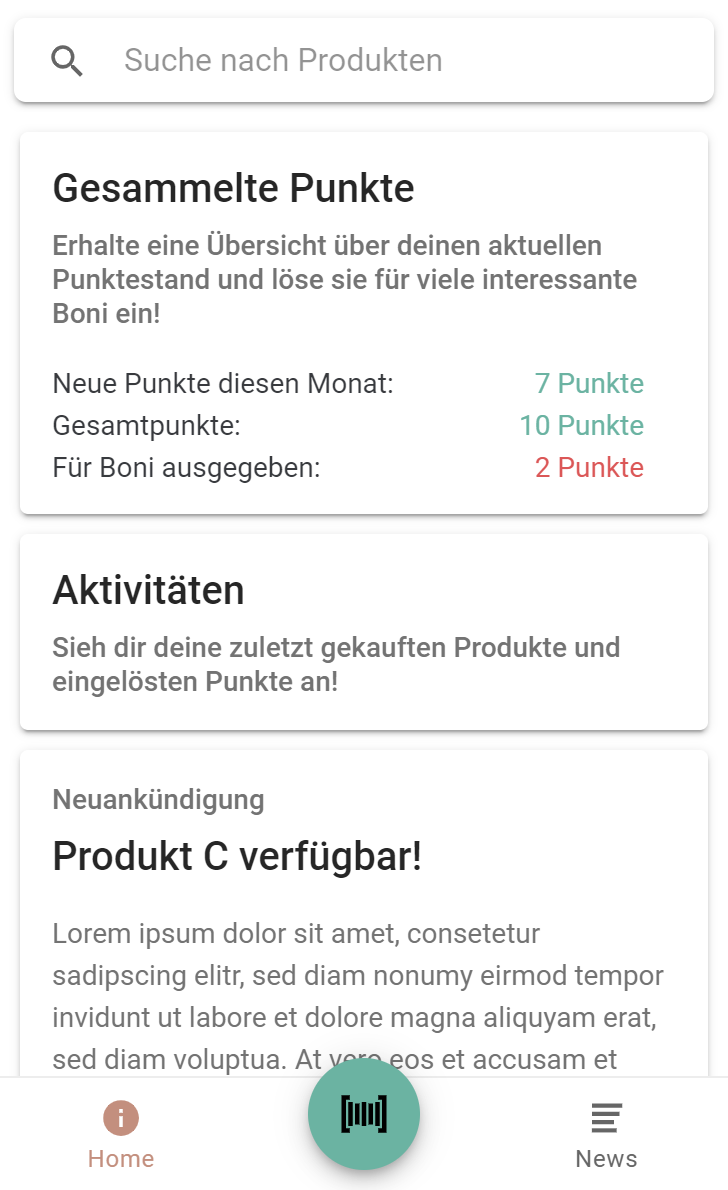 Suche nach Produkten
Gesammelte Punkte
Erhalte eine Übersicht über deinen aktuellen
Punktestand und löse sie für viele interessante
Boni ein!
Neue Punkte diesen Monat: 7 Punkte
Gesamtpunkte: 10 Punkte
Für Boni ausgegeben: 2 Punkte
Aktivitäten
Sieh dir deine zuletzt gekauften Produkte und
eingelösten Punkte an!
Neuankündigung
Produkt C verfügbar!
Lorem ipsum dolor sit amet, consetetur
sadipscing elitr, sed diam nonumy eirmod tempor
invidunt ut labore et dolore magna aliquyam erat,
sed diam voluptua. At vero eos et accusam et
Home
News